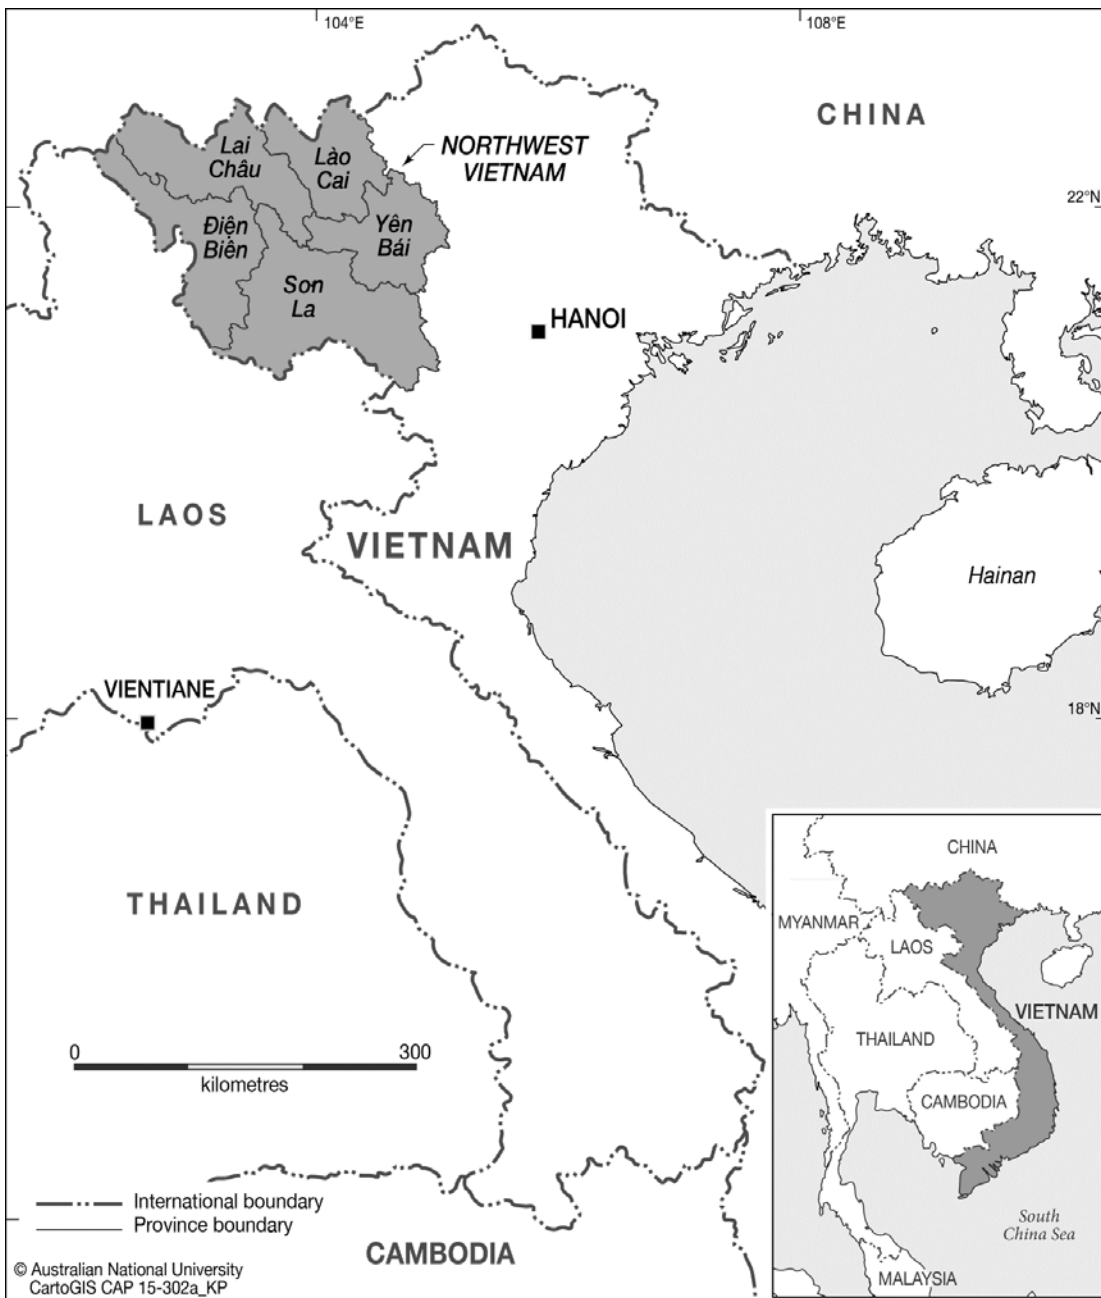 104°E
108°E
CHINA
NORTHWEST
VIETNAM
Lai
Châu
Lào
Cai
22°N
Điện
Biên
Yên
Bái
Son
La
HANOI
LAOS
VIETNAM
Hainan
VIENTIANE
18°N
THAILAND
0 300
kilometres
International boundary
Province boundary
CAMBODIA
© Australian National University
CartoGIS CAP 15-302a_KP
CHINA
MYANMAR
LAOS
VIETNAM
THAILAND
CAMBODIA
South
China Sea
MALAYSIA